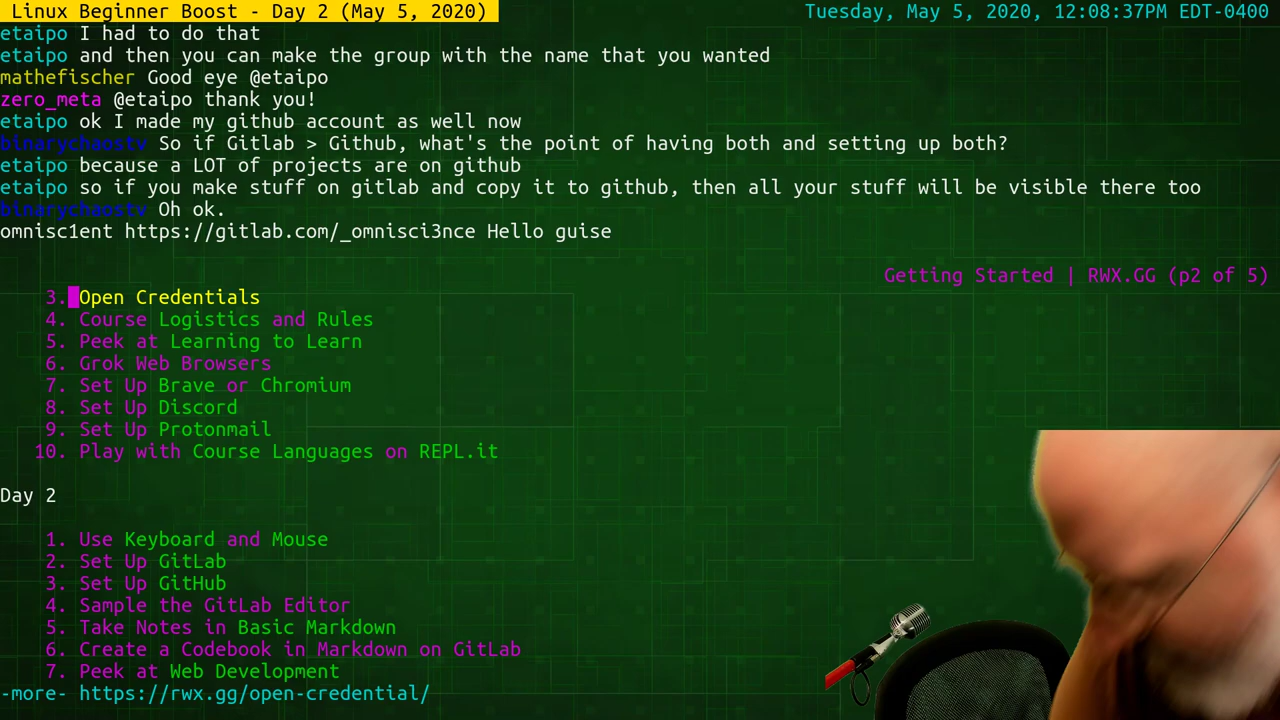 Linux Beginner Boost - Day 2 (May 5, 2020)
Tuesday, May 5, 2020, 12:08:37PM EDT-0400
etaipo I had to do that
etaipo and then you can make the group with the name that you wanted
mathefischer Good eye @etaipo
zero_meta @etaipo thank you!
etaipo ok I made my github account as well now
binarychaostv So if Gitlab > Github, what's the point of having both and setting up both?
etaipo because a LOT of projects are on github
etaipo so if you make stuff on gitlab and copy it to github, then all your stuff will be visible there too
binarychaostv Oh ok.
omnisc1ent https://gitlab.com/_omnisci3nce Hello guise
Getting Started | RWX.GG (p2 of 5)
3. Open Credentials
4. Course Logistics and Rules
5. Peek at Learning to Learn
6. Grok Web Browsers
7. Set Up Brave or Chromium
8. Set Up Discord
9. Set Up Protonmail
10. Play with Course Languages on REPL.it
Day 2
1. Use Keyboard and Mouse
2. Set Up GitLab
3. Set Up GitHub
4. Sample the GitLab Editor
5. Take Notes in Basic Markdown
6. Create a Codebook in Markdown on GitLab
7. Peek at Web Development
-more- https://rwx.gg/open-credential/